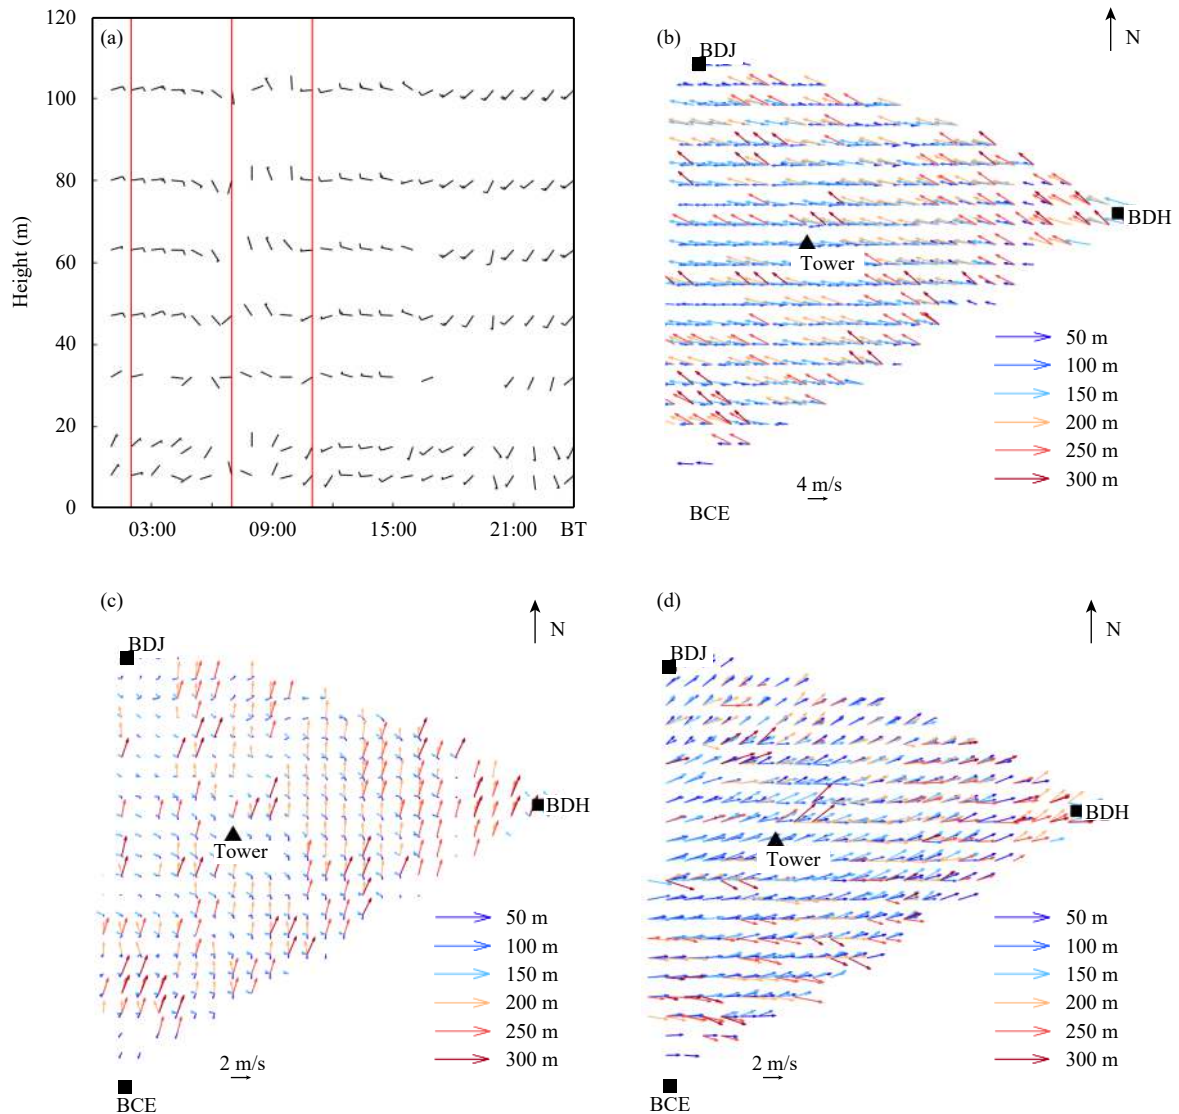 (a)
120
100
80
60
40
20
0
Height (m)
03:00
09:00
15:00
21:00
BT
(b)
N
BDJ
BDH
Tower
50 m
100 m
150 m
200 m
250 m
300 m
4 m/s
BCE
(c)
N
BDJ
BDH
Tower
50 m
100 m
150 m
200 m
250 m
300 m
2 m/s
BCE
(d)
N
BDJ
BDH
Tower
50 m
100 m
150 m
200 m
250 m
300 m
2 m/s
BCE